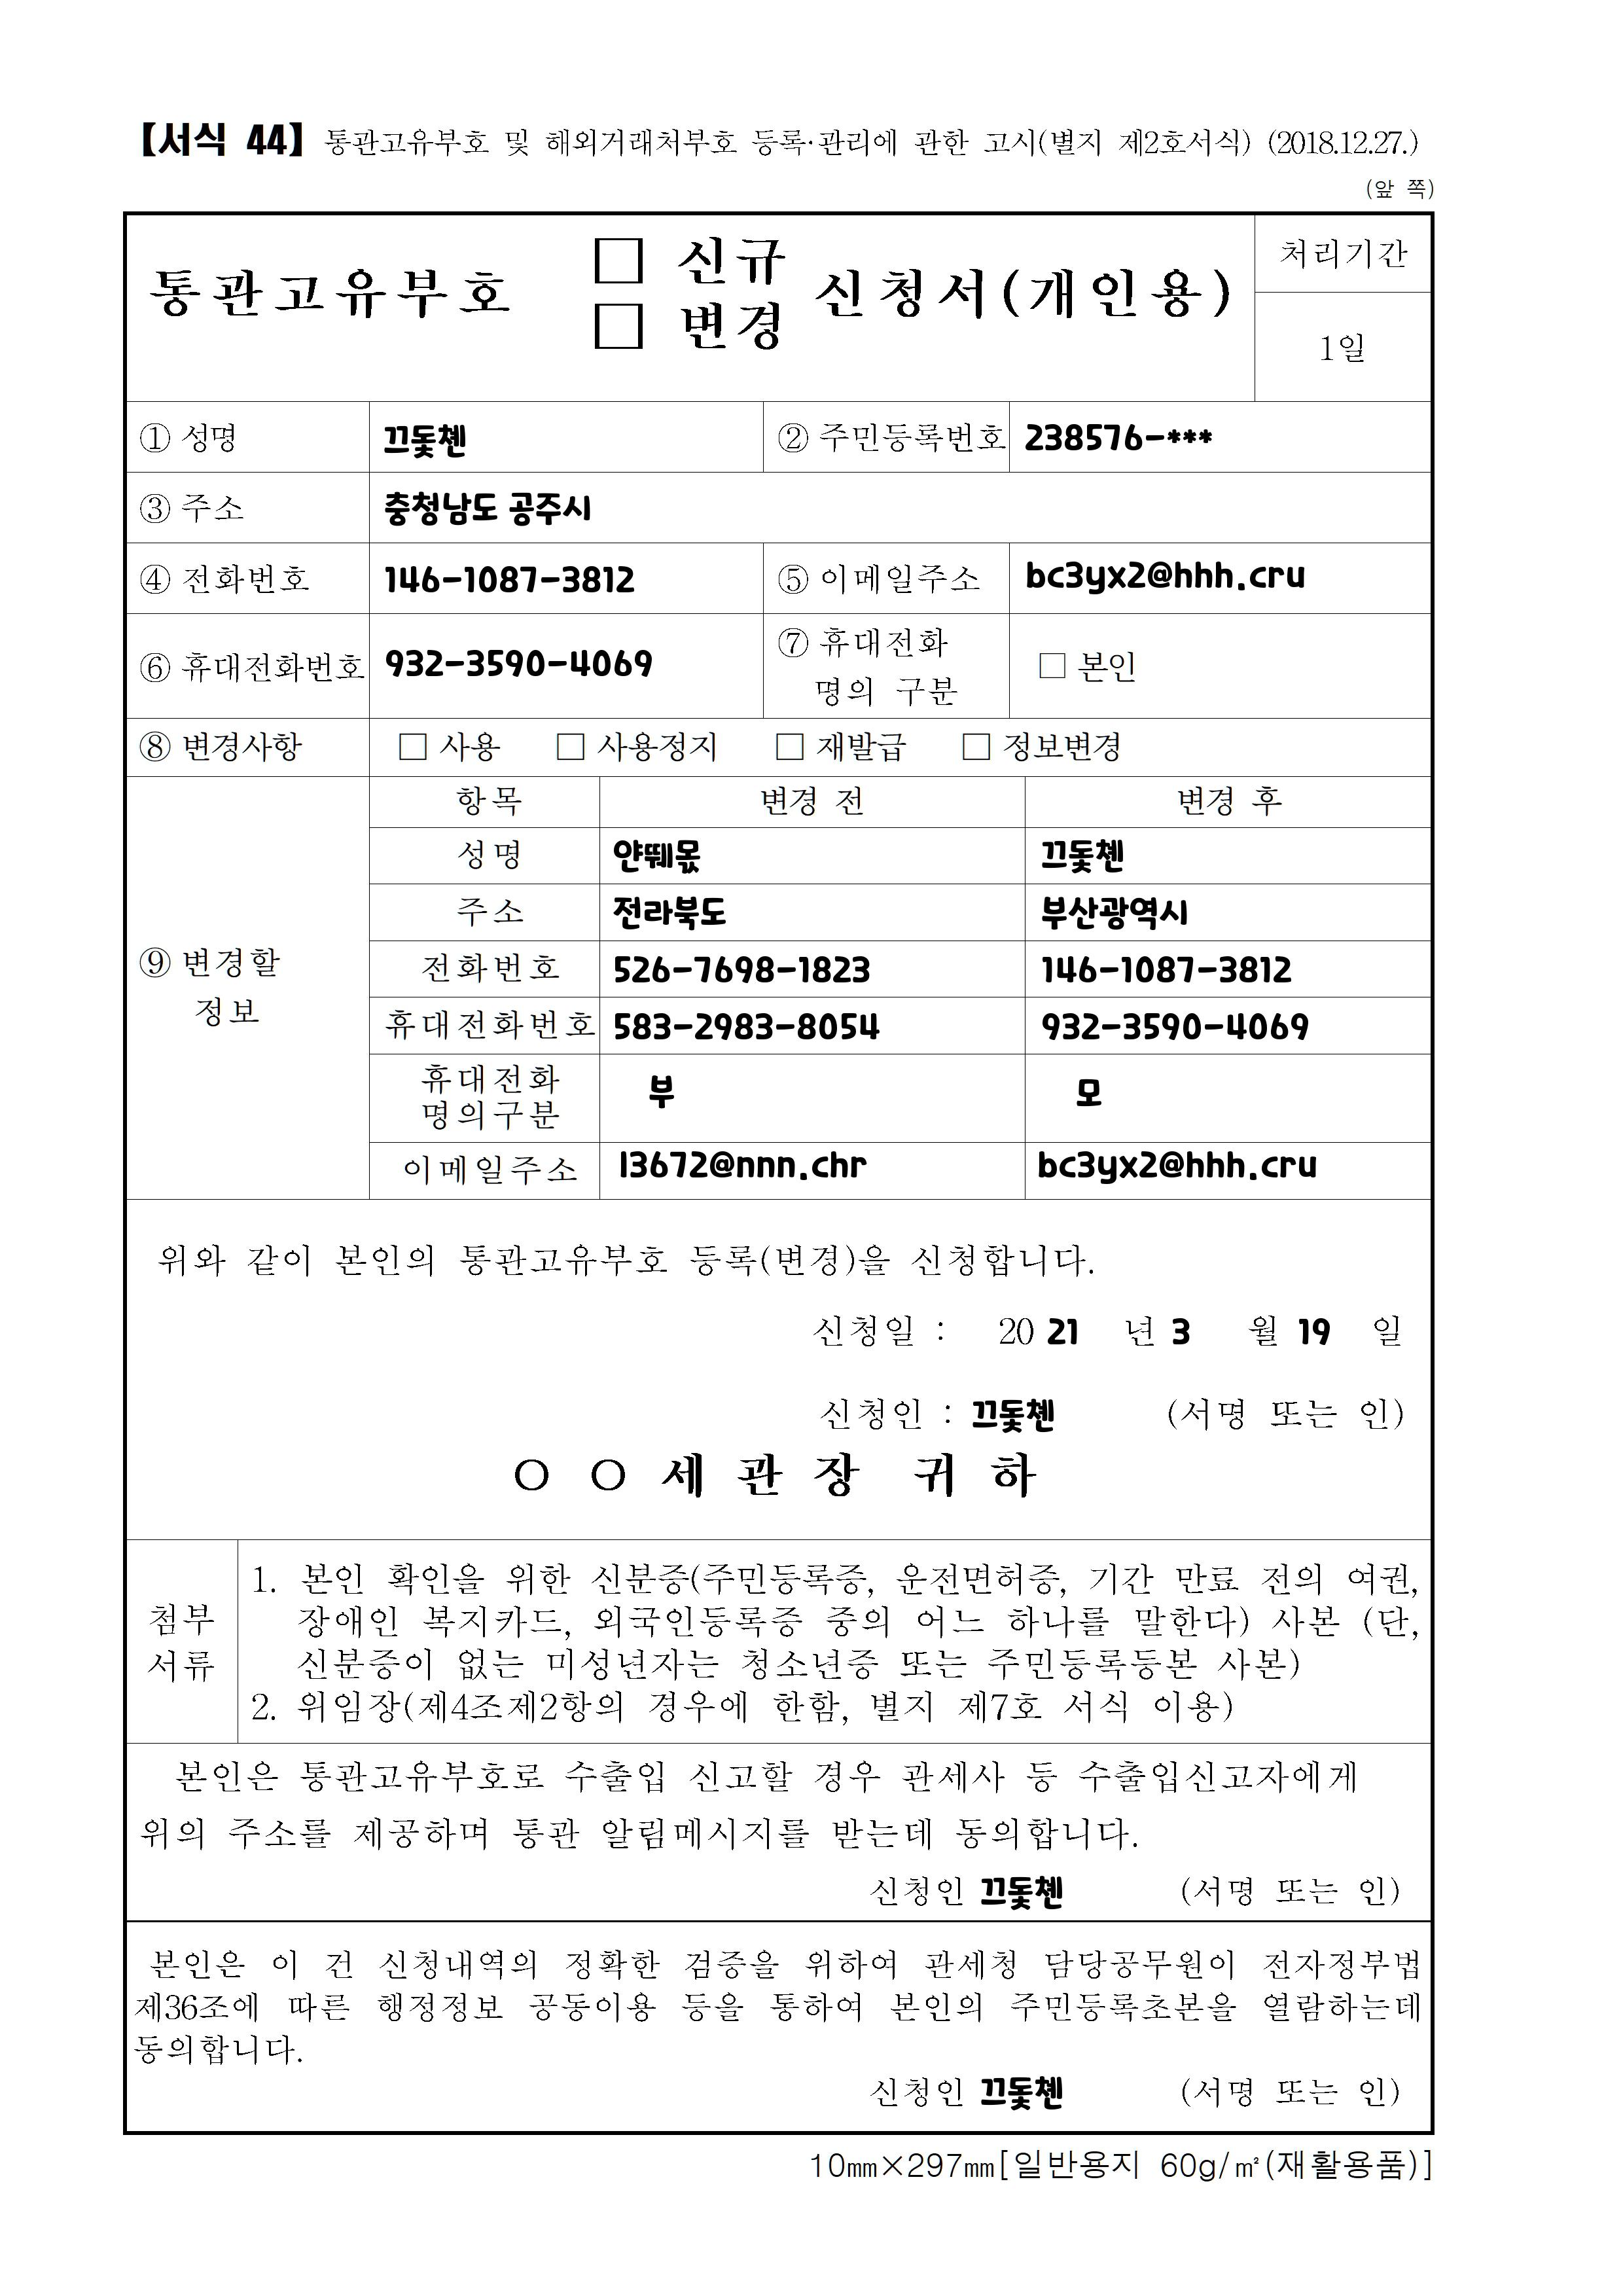 【서식 44】 통관고유부호 및 해외거래처부호 등록·관리에 관한 고시(별지 제2호서식) (2018.12.27.)
(앞 쪽)
통관고유부호 □ 신규 □ 변경 신청서(개인용)
처리기간
1일
① 성명 끄돛쳰 ② 주민등록번호 238576-***
③ 주소 충청남도 공주시
④ 전화번호 146-1087-3812 ⑤ 이메일주소 bc3yx2@hhh.cru
⑥ 휴대전화번호 932-3590-4069 ⑦ 휴대전화 명의 구분 □ 본인
⑧ 변경사항 □ 사용 □ 사용정지 □ 재발급 □ 정보변경
⑨ 변경할 정보
항목 변경 전 변경 후
성명 얀뛔몫 끄돛쳰
주소 전라북도 부산광역시
전화번호 526-7698-1823 146-1087-3812
휴대전화번호 583-2983-8054 932-3590-4069
휴대전화 명의구분 부 모
이메일주소 l3672@nnn.chr bc3yx2@hhh.cru
위와 같이 본인의 통관고유부호 등록(변경)을 신청합니다.
신청일 : 20 21 년 3 월 19 일
신청인 : 끄돛쳰 (서명 또는 인)
○ ○ 세 관 장 귀 하
첨부 서류
1. 본인 확인을 위한 신분증(주민등록증, 운전면허증, 기간 만료 전의 여권,
장애인 복지카드, 외국인등록증 중의 어느 하나를 말한다) 사본 (단,
신분증이 없는 미성년자는 청소년증 또는 주민등록등본 사본)
2. 위임장(제4조제2항의 경우에 한함, 별지 제7호 서식 이용)
본인은 통관고유부호로 수출입 신고할 경우 관세사 등 수출입신고자에게
위의 주소를 제공하며 통관 알림메시지를 받는데 동의합니다.
신청인 끄돛쳰 (서명 또는 인)
본인은 이 건 신청내역의 정확한 검증을 위하여 관세청 담당공무원이 전자정부법
제36조에 따른 행정정보 공동이용 등을 통하여 본인의 주민등록초본을 열람하는데
동의합니다.
신청인 끄돛쳰 (서명 또는 인)
10㎜×297㎜[일반용지 60g/㎡(재활용품)]